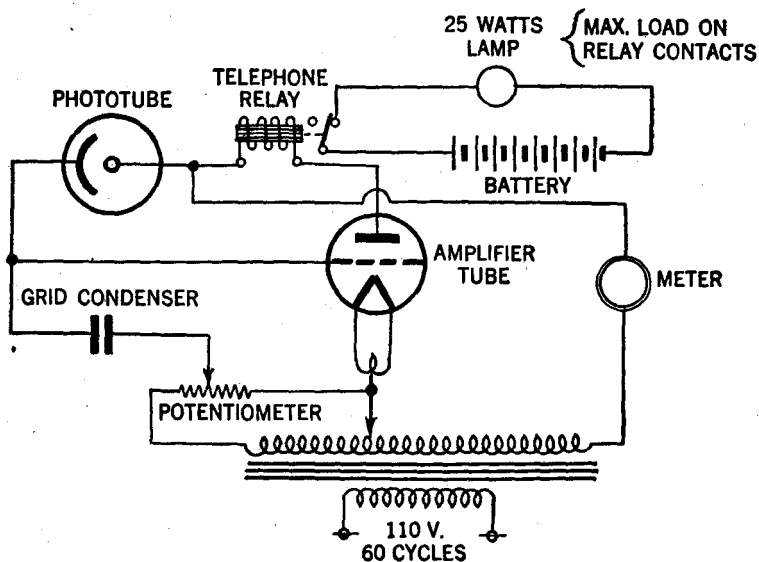 25 WATTS
LAMP
MAX. LOAD ON
RELAY CONTACTS
TELEPHONE
RELAY
PHOTOTUBE
BATTERY
AMPLIFIER
TUBE
METER
GRID CONDENSER
POTENTIOMETER
110 V.
60 CYCLES